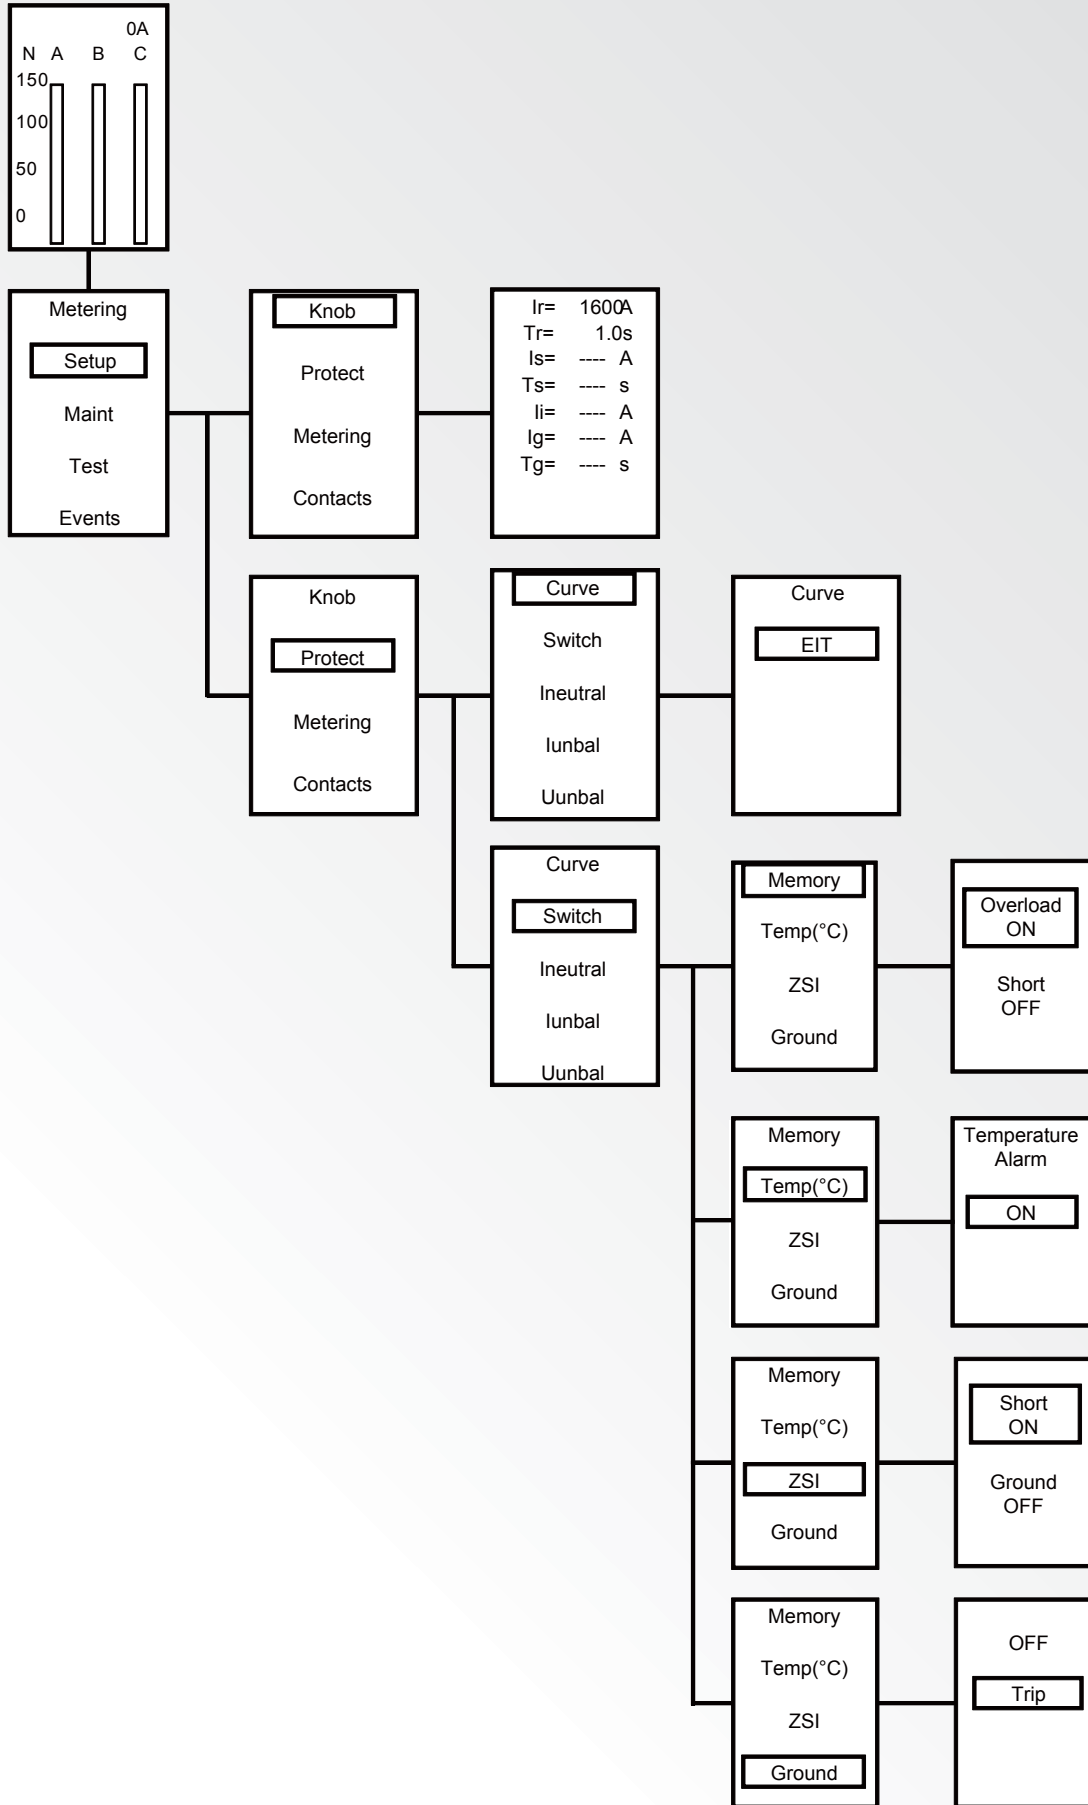 0A
N A B C
150
100
50
0
Metering
Setup
Maint
Test
Events
Knob
Protect
Metering
Contacts
Ir= 1600A
Tr= 1.0s
Is= ---- A
Ts= ---- s
Ii= ---- A
Ig= ---- A
Tg= ---- s
Knob
Protect
Metering
Contacts
Curve
Switch
Ineutral
Iunbal
Uunbal
Curve
EIT
Curve
Switch
Ineutral
Iunbal
Uunbal
Memory
Temp(°C)
ZSI
Ground
Overload
ON
Short
OFF
Memory
Temp(°C)
ZSI
Ground
Temperature
Alarm
ON
Memory
Temp(°C)
ZSI
Ground
Short
ON
Ground
OFF
Memory
Temp(°C)
ZSI
Ground
OFF
Trip